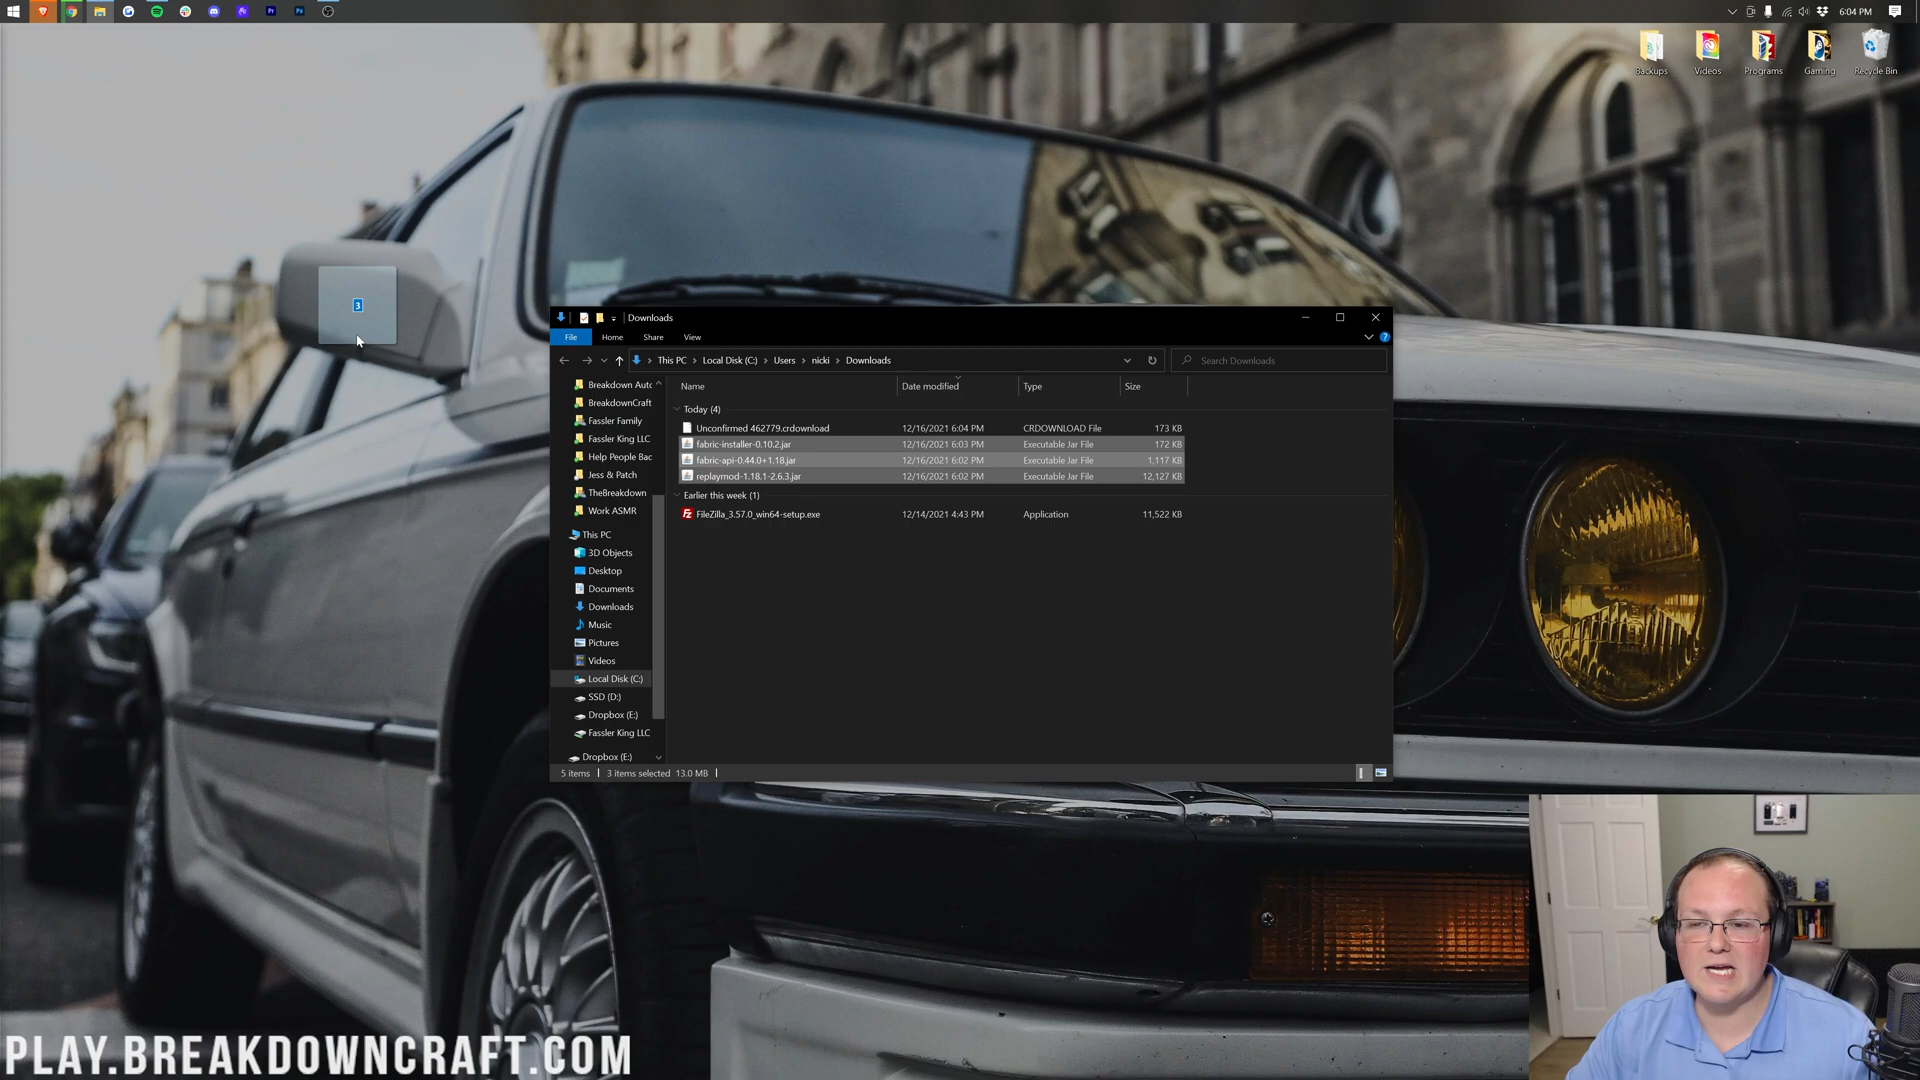 6:04 PM
Backups
Videos
Programs
Gaming
Recycle Bin
3
Downloads
File
Home
Share
View
This PC
Local Disk (C:)
Users
nicki
Downloads
Search Downloads
Name
Date modified
Type
Size
Today (4)
Unconfirmed 462779.crdownload 12/16/2021 6:04 PM CRDOWNLOAD File 173 KB
fabric-installer-0.10.2.jar 12/16/2021 6:03 PM Executable Jar File 172 KB
fabric-api-0.44.0+1.18.jar 12/16/2021 6:02 PM Executable Jar File 1,117 KB
replaymod-1.18.1-2.6.3.jar 12/16/2021 6:02 PM Executable Jar File 12,127 KB
Earlier this week (1)
FileZilla_3.57.0_win64-setup.exe 12/14/2021 4:43 PM Application 11,522 KB
Breakdown Autc
BreakdownCraft
Fassler Family
Fassler King LLC
Help People Bac
Jess & Patch
TheBreakdown
Work ASMR
This PC
3D Objects
Desktop
Documents
Downloads
Music
Pictures
Videos
Local Disk (C:)
SSD (D:)
Dropbox (E:)
Fassler King LLC
Dropbox (E:)
5 items
3 items selected 13.0 MB
PLAY.BREAKDOWNCRAFT.COM